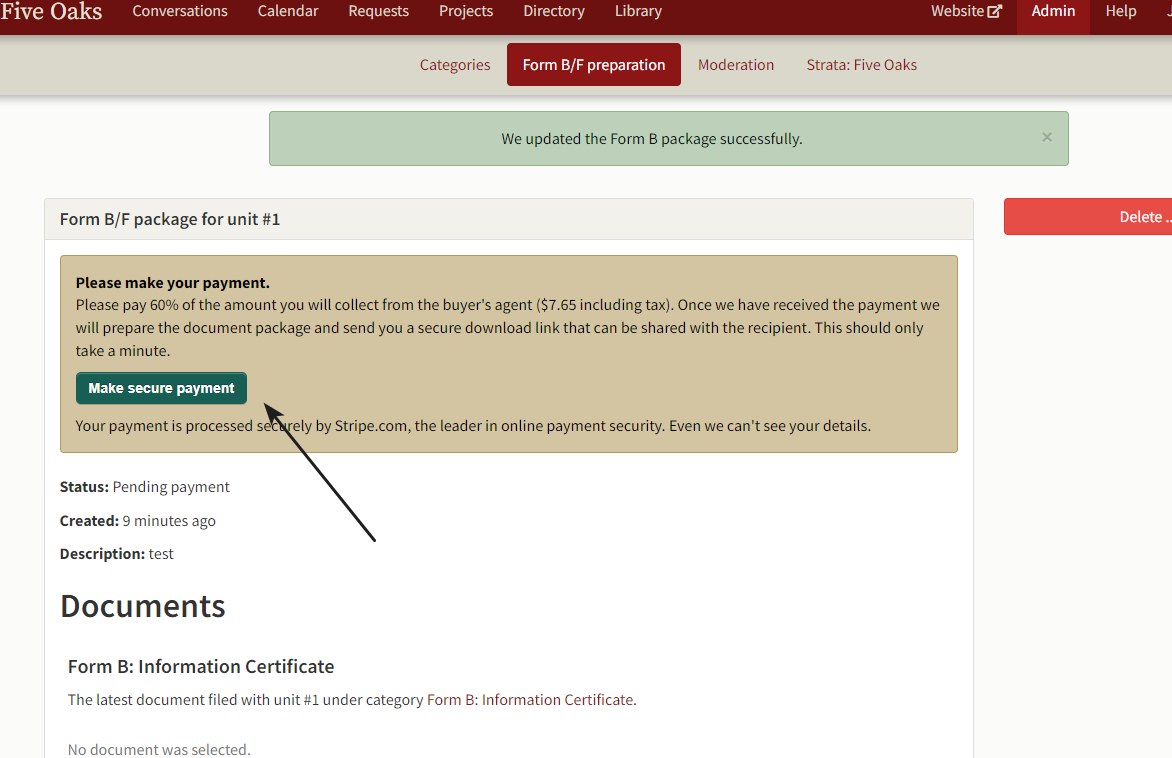 Five Oaks Conversations Calendar Requests Projects Directory Library Website Admin Help
Categories Form B/F preparation Moderation Strata: Five Oaks
We updated the Form B package successfully. ×
Form B/F package for unit #1
Delete ..
Please make your payment.
Please pay 60% of the amount you will collect from the buyer's agent ($7.65 including tax). Once we have received the payment we
will prepare the document package and send you a secure download link that can be shared with the recipient. This should only
take a minute.
Make secure payment
Your payment is processed securely by Stripe.com, the leader in online payment security. Even we can't see your details.
Status: Pending payment
Created: 9 minutes ago
Description: test
Documents
Form B: Information Certificate
The latest document filed with unit #1 under category Form B: Information Certificate.
No document was selected.